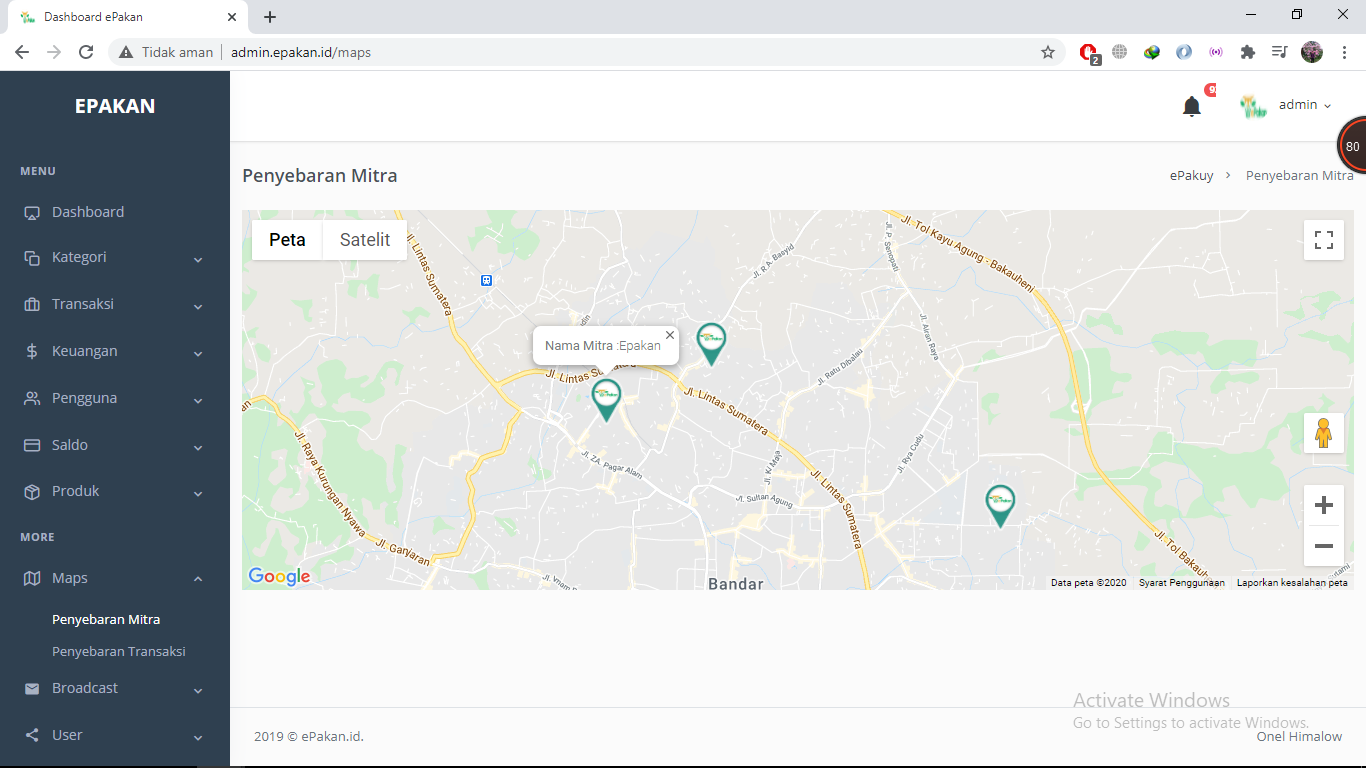 Dashboard ePakan
Tidak aman
admin.epakan.id/maps
2
EPAKAN
9
admin
80
MENU
Dashboard
Kategori
Transaksi
Keuangan
Pengguna
Saldo
Produk
MORE
Maps
Penyebaran Mitra
Penyebaran Transaksi
Broadcast
User
Penyebaran Mitra
ePakuy > Penyebaran Mitra
Peta
Satelit
Jl. Lintas Sumatera
Jl. R.A. Basyid
Jl. P. Senopati
Jl. Tol Kayu Agung - Bakauheni
Nama Mitra :Epakan
Jl. Lintas Sumatera
Jl. Ratu Dibalau
Jl. Airan Raya
Jl. Lintas Sumatera
Jl. Raya Kurungan Nyawa
Jl. ZA. Pagar Alam
Jl. Ki Maja
Jl. Rya Cudu
Jl. Sultan Agung
Jl. Lintas Sumatera
Jl. Tol Bakauh
Bandar
Google
Data peta ©2020
Syarat Penggunaan
Laporkan kesalahan peta
Activate Windows
Go to Settings to activate Windows.
2019 © ePakan.id.
Onel Himalow